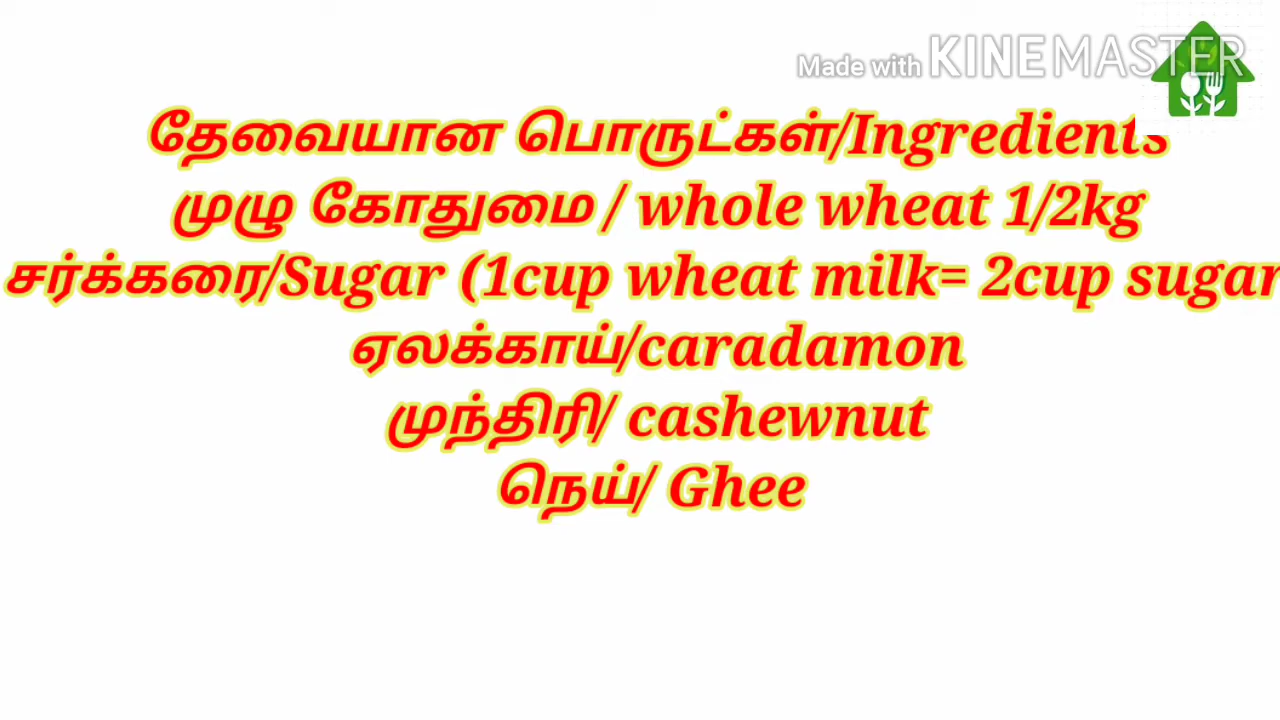 Made with KINEMASTER
தேவையான பொருட்கள்/Ingredients
முழு கோதுமை / whole wheat 1/2kg
சர்க்கரை/Sugar (1cup wheat milk= 2cup sugar
ஏலக்காய்/caradamon
முந்திரி/ cashewnut
நெய்/ Ghee